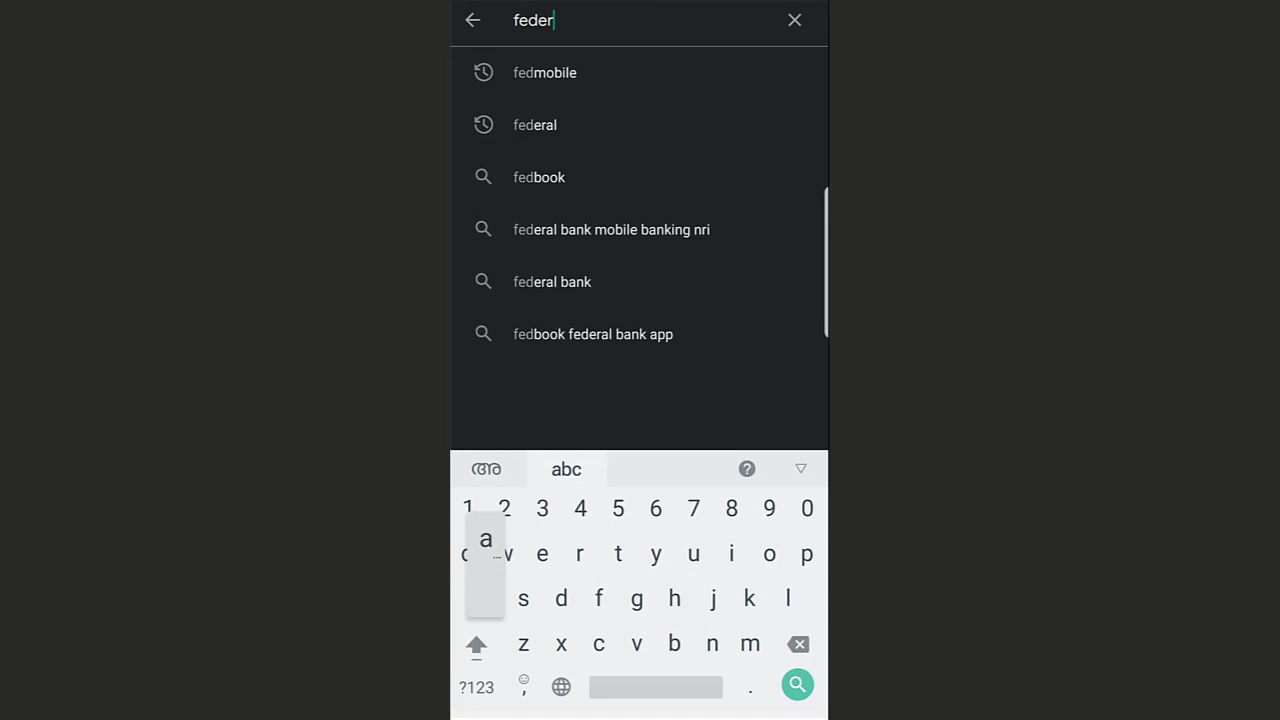 feder
fedmobile
federal
fedbook
federal bank mobile banking nri
federal bank
fedbook federal bank app
അ abc ?
1 2 3 4 5 6 7 8 9 0
a
w e r t y u i o p
s d f g h j k l
z x c v b n m
?123 , .